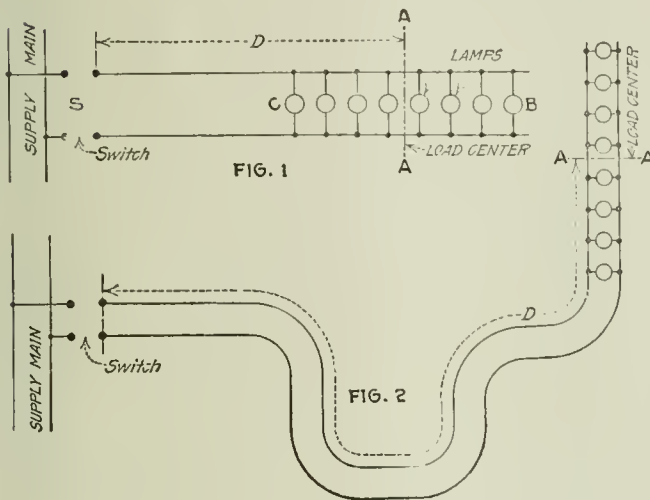 A
D
LAMPS
SUPPLY MAIN
S
C
B
Switch
FIG. 1
LOAD CENTER
A
LOAD CENTER
A
A
D
SUPPLY MAIN
Switch
FIG. 2